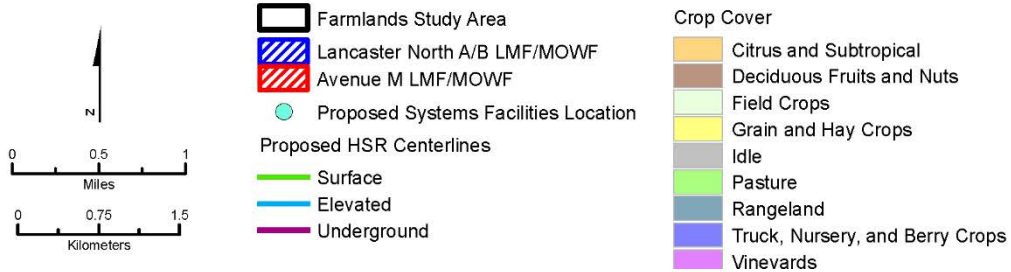 N
0 0.5 1
Miles
0 0.75 1.5
Kilometers
Farmlands Study Area
Lancaster North A/B LMF/MOWF
Avenue M LMF/MOWF
Proposed Systems Facilities Location
Proposed HSR Centerlines
Surface
Elevated
Underground
Crop Cover
Citrus and Subtropical
Deciduous Fruits and Nuts
Field Crops
Grain and Hay Crops
Idle
Pasture
Rangeland
Truck, Nursery, and Berry Crops
Vineyards